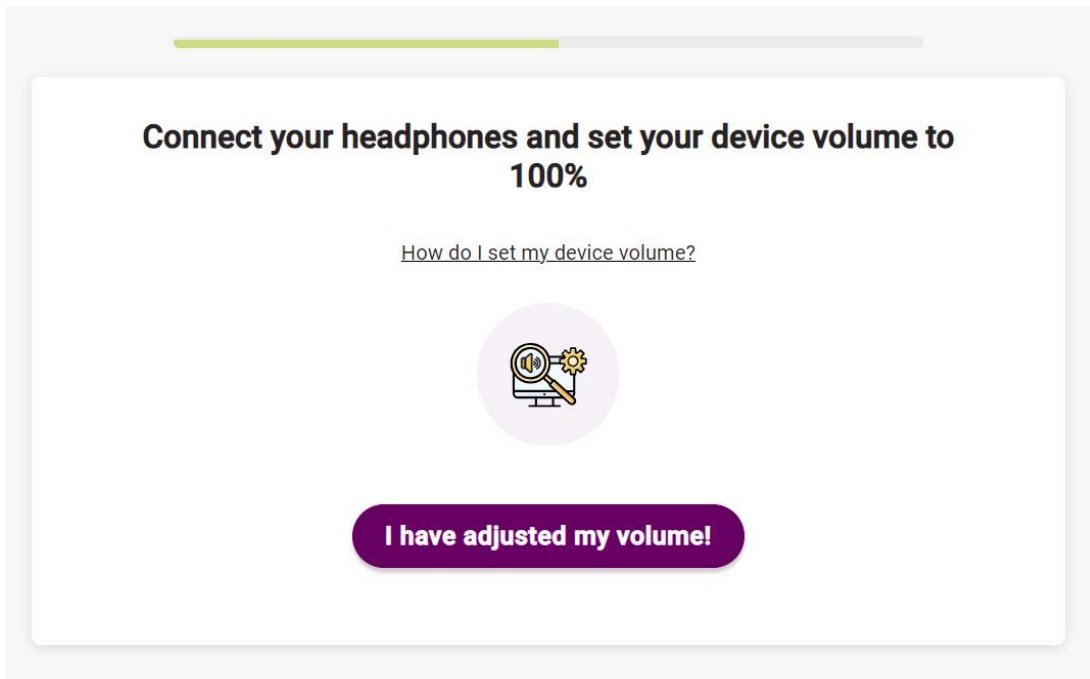 Connect your headphones and set your device volume to
100%
How do I set my device volume?
I have adjusted my volume!